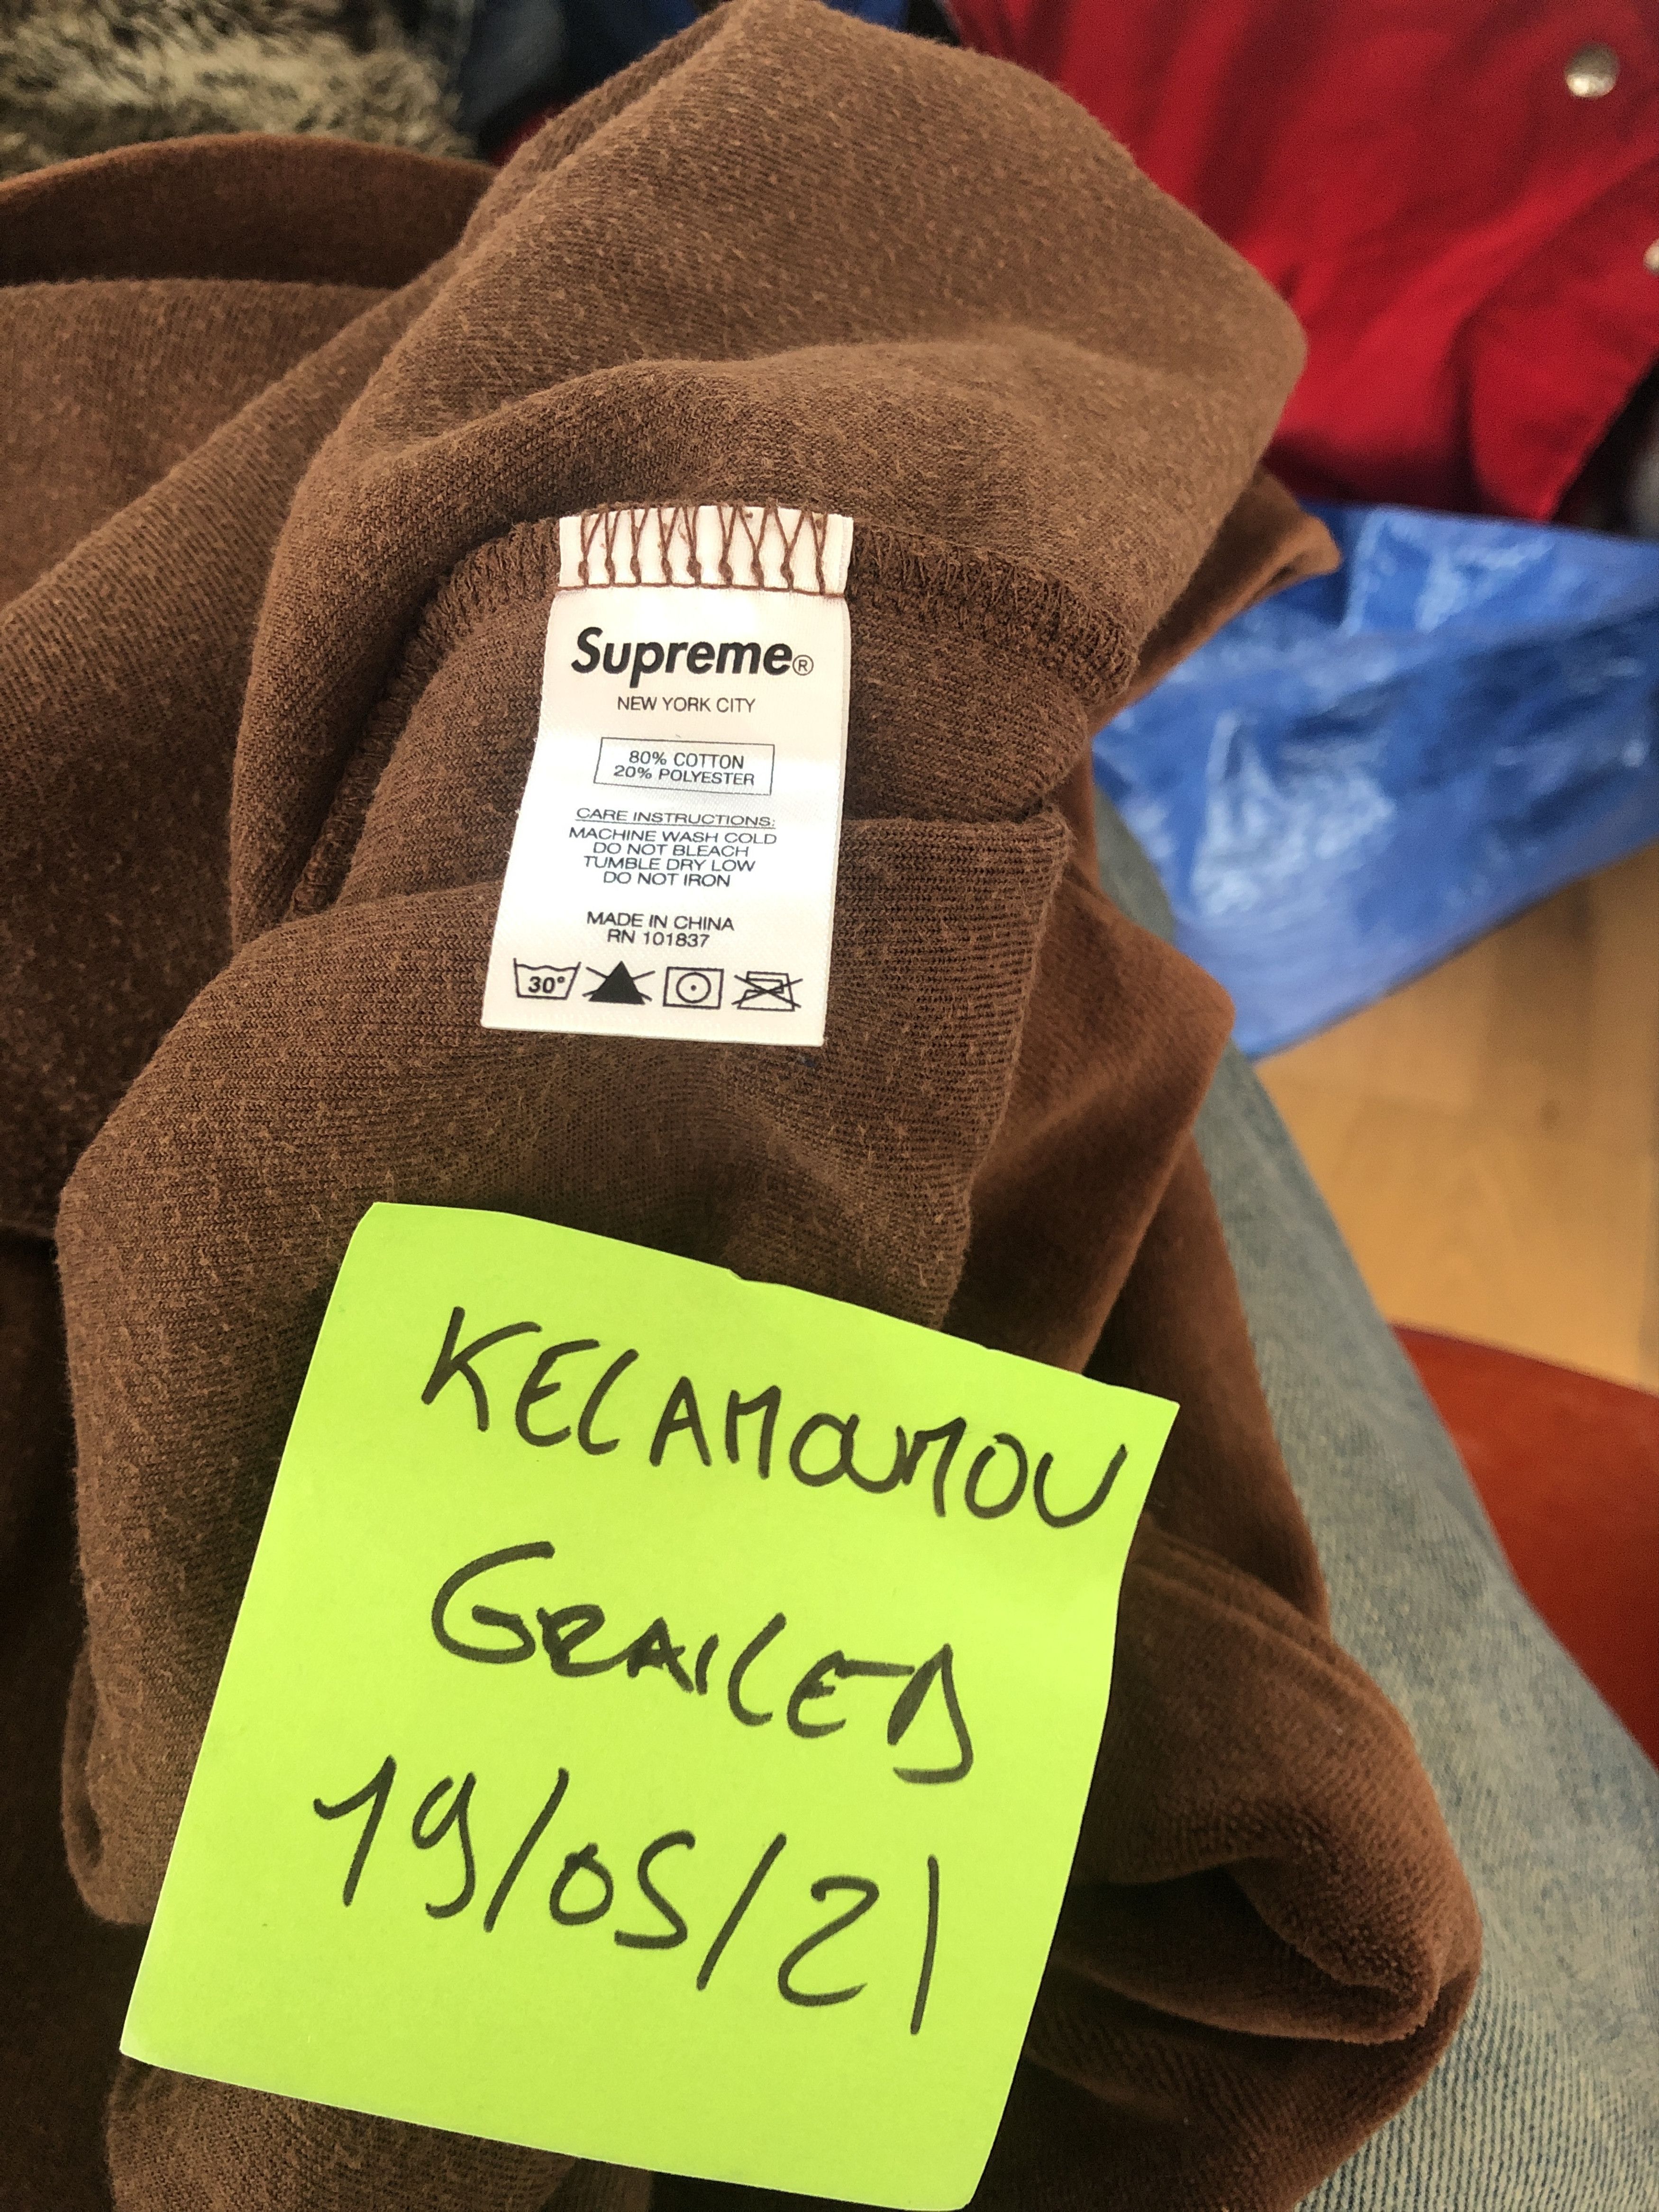 Supreme®
NEW YORK CITY
80% COTTON
20% POLYESTER
CARE INSTRUCTIONS:
MACHINE WASH COLD
DO NOT BLEACH
TUMBLE DRY LOW
DO NOT IRON
MADE IN CHINA
RN 101837
30°
KELAMOUMOU
GRAILED
19/05/21